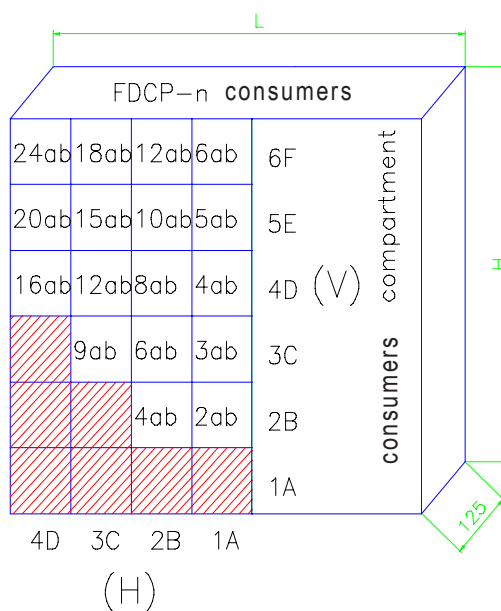 L
FDCP-n consumers
24ab 18ab 12ab 6ab 6F
20ab 15ab 10ab 5ab 5E
16ab 12ab 8ab 4ab 4D (V)
9ab 6ab 3ab 3C
4ab 2ab 2B
1A
consumers compartment
H
125
4D 3C 2B 1A
(H)